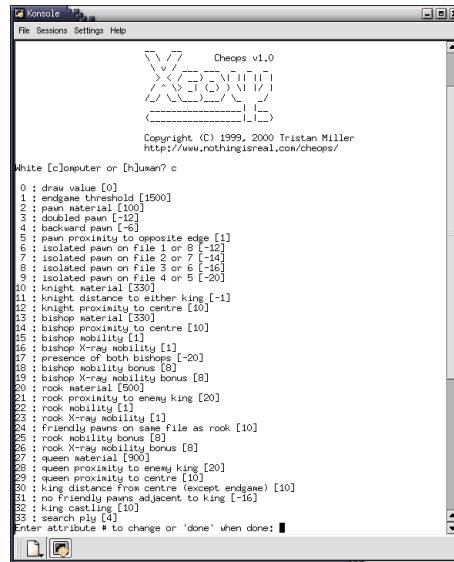 Konsole
File Sessions Settings Help
Cheops v1.0
Copyright (C) 1999, 2000 Tristan Miller
http://www.nothingisreal.com/cheops/
White [c]omputer or [h]uman? c
0 : draw value [0]
1 : endgame threshold [1500]
2 : pawn material [100]
3 : doubled pawn [-12]
4 : backward pawn [-6]
5 : pawn proximity to opposite edge [1]
6 : isolated pawn on file 1 or 8 [-12]
7 : isolated pawn on file 2 or 7 [-14]
8 : isolated pawn on file 3 or 6 [-16]
9 : isolated pawn on file 4 or 5 [-20]
10 : knight material [330]
11 : knight distance to either king [-1]
12 : knight proximity to centre [10]
13 : bishop material [330]
14 : bishop proximity to centre [10]
15 : bishop mobility [1]
16 : bishop X-ray mobility [1]
17 : presence of both bishops [-20]
18 : bishop mobility bonus [8]
19 : bishop X-ray mobility bonus [8]
20 : rook material [500]
21 : rook proximity to enemy king [20]
22 : rook mobility [1]
23 : rook X-ray mobility [1]
24 : friendly pawns on same file as rook [10]
25 : rook mobility bonus [8]
26 : rook X-ray mobility bonus [8]
27 : queen material [900]
28 : queen proximity to enemy king [20]
29 : queen proximity to centre [10]
30 : king distance from centre (except endgame) [10]
31 : no friendly pawns adjacent to king [-16]
32 : king castling [10]
33 : search ply [4]
Enter attribute # to change or 'done' when done: